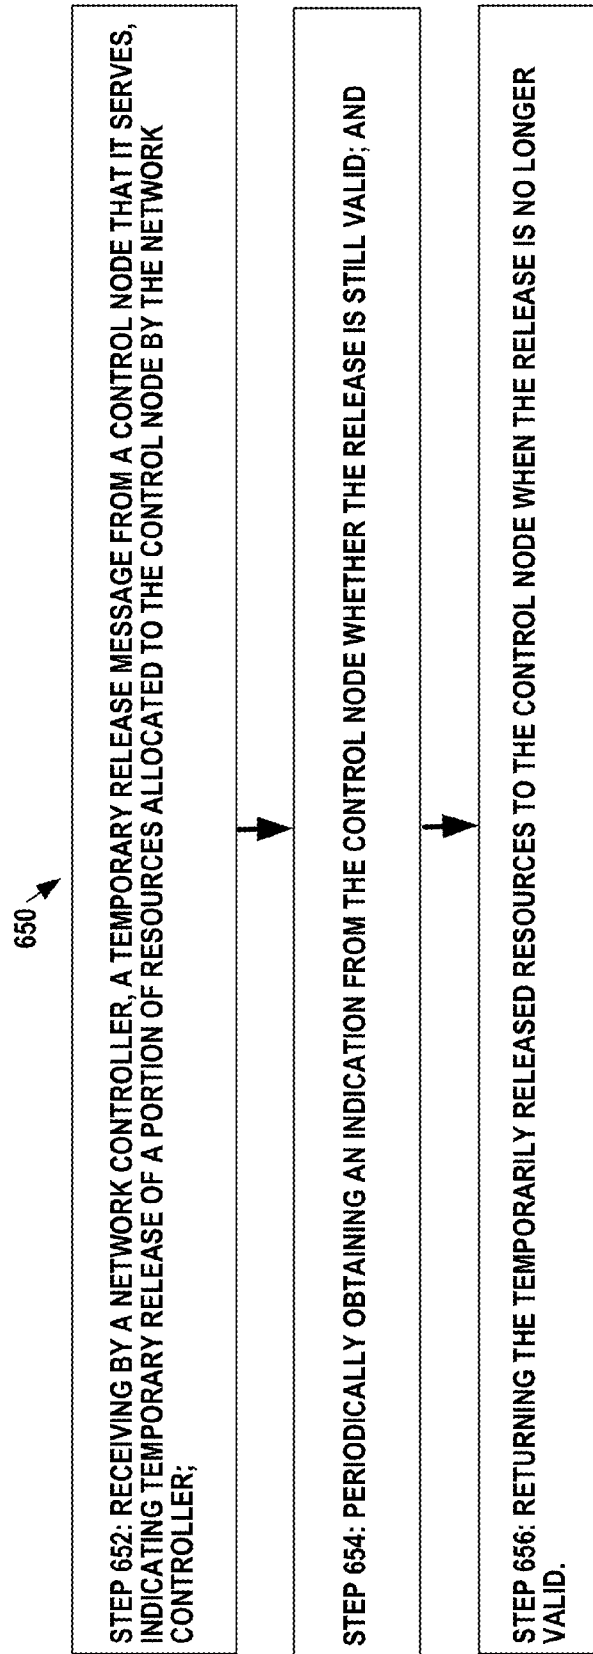 650
STEP 652: RECEIVING BY A NETWORK CONTROLLER, A TEMPORARY RELEASE MESSAGE FROM A CONTROL NODE THAT IT SERVES,
INDICATING TEMPORARY RELEASE OF A PORTION OF RESOURCES ALLOCATED TO THE CONTROL NODE BY THE NETWORK
CONTROLLER;
STEP 654: PERIODICALLY OBTAINING AN INDICATION FROM THE CONTROL NODE WHETHER THE RELEASE IS STILL VALID; AND
STEP 656: RETURNING THE TEMPORARILY RELEASED RESOURCES TO THE CONTROL NODE WHEN THE RELEASE IS NO LONGER
VALID.